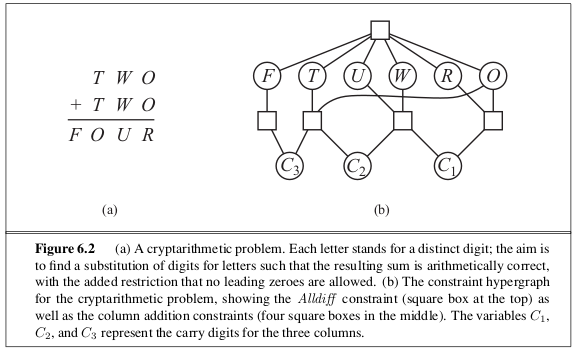 T W O
+ T W O
F O U R
(a)
F T U W R O
C3 C2 C1
(b)
Figure 6.2 (a) A cryptarithmetic problem. Each letter stands for a distinct digit; the aim is
to find a substitution of digits for letters such that the resulting sum is arithmetically correct,
with the added restriction that no leading zeroes are allowed. (b) The constraint hypergraph
for the cryptarithmetic problem, showing the Alldiff constraint (square box at the top) as
well as the column addition constraints (four square boxes in the middle). The variables C1,
C2, and C3 represent the carry digits for the three columns.